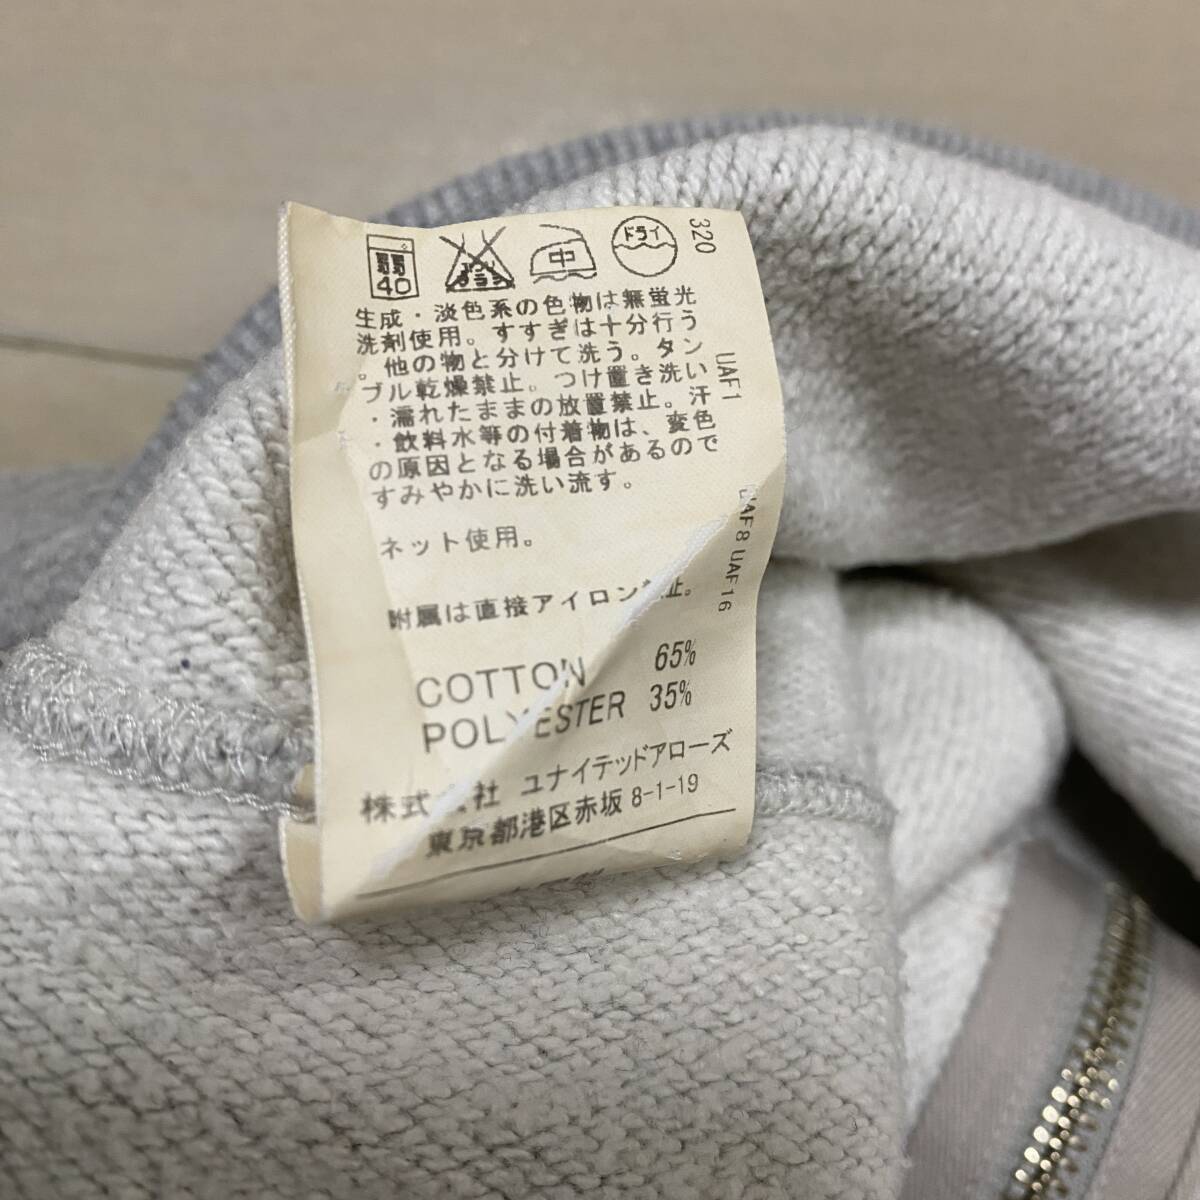 40 エンソ サラシ 中 ドライ
320
生成・淡色系の色物は無蛍光
洗剤使用。すすぎは十分行う
。他の物と分けて洗う。タン
ブル乾燥禁止。つけ置き洗い
・濡れたままの放置禁止。汗
・飲料水等の付着物は、変色
の原因となる場合があるので
すみやかに洗い流す。
ネット使用。
附属は直接アイロン禁止。
UAF1
UAF8 UAF16
COTTON 65%
POLYESTER 35%
株式会社 ユナイテッドアローズ
東京都港区赤坂8-1-19